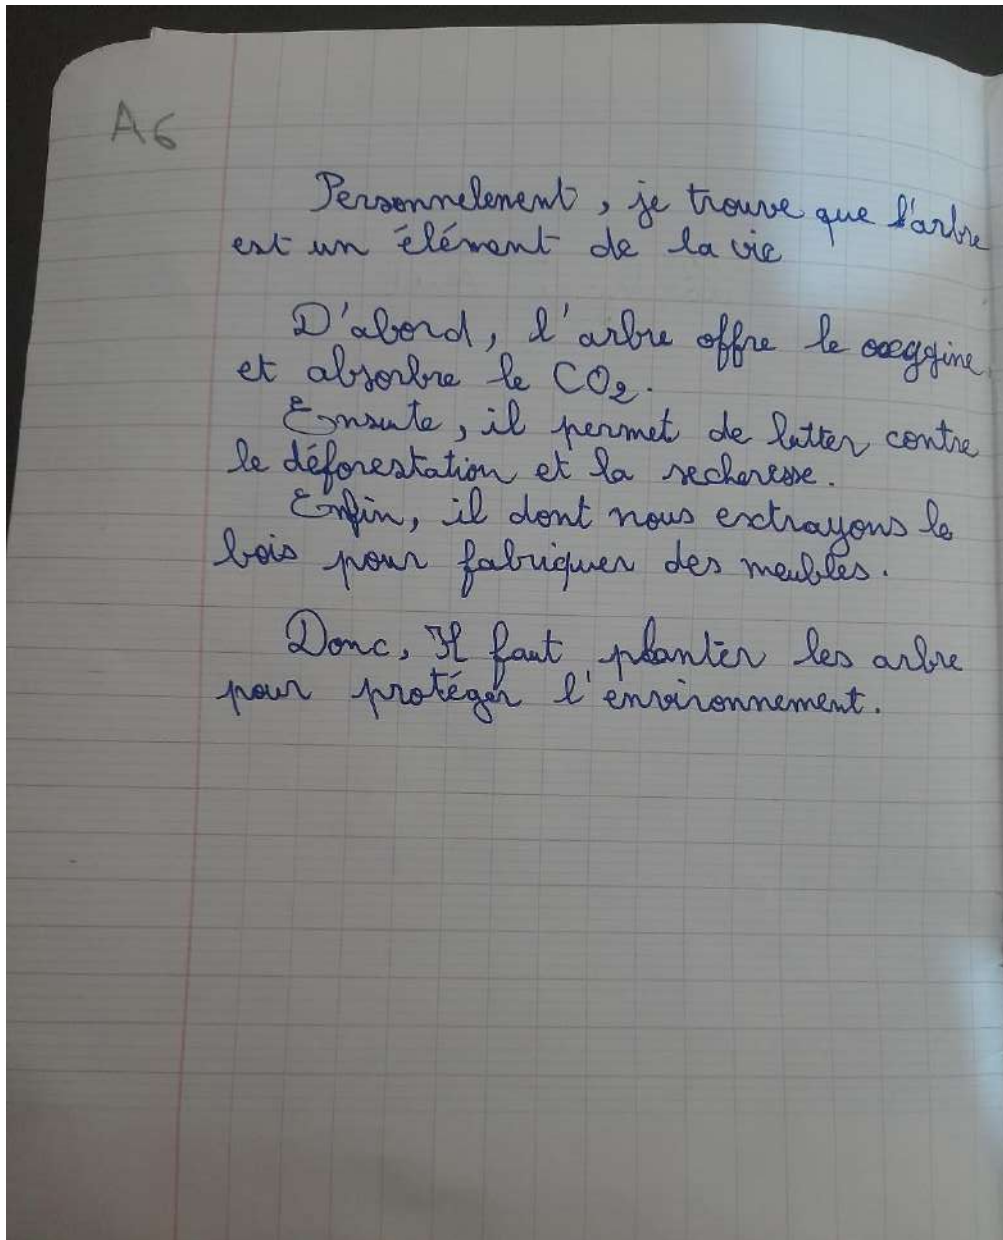 A6
Personnelement, je trouve que l'arbre
est un élément de la vie
D'abord, l'arbre offre le oxeggine
et absorbre le CO₂.
Ensuite, il permet de lutter contre
le déforestation et la secheresse.
Enfin, il dont nous extrayons le
bois pour fabriquer des meubles.
Donc, Il faut planter les arbre
pour protéger l'environnement.